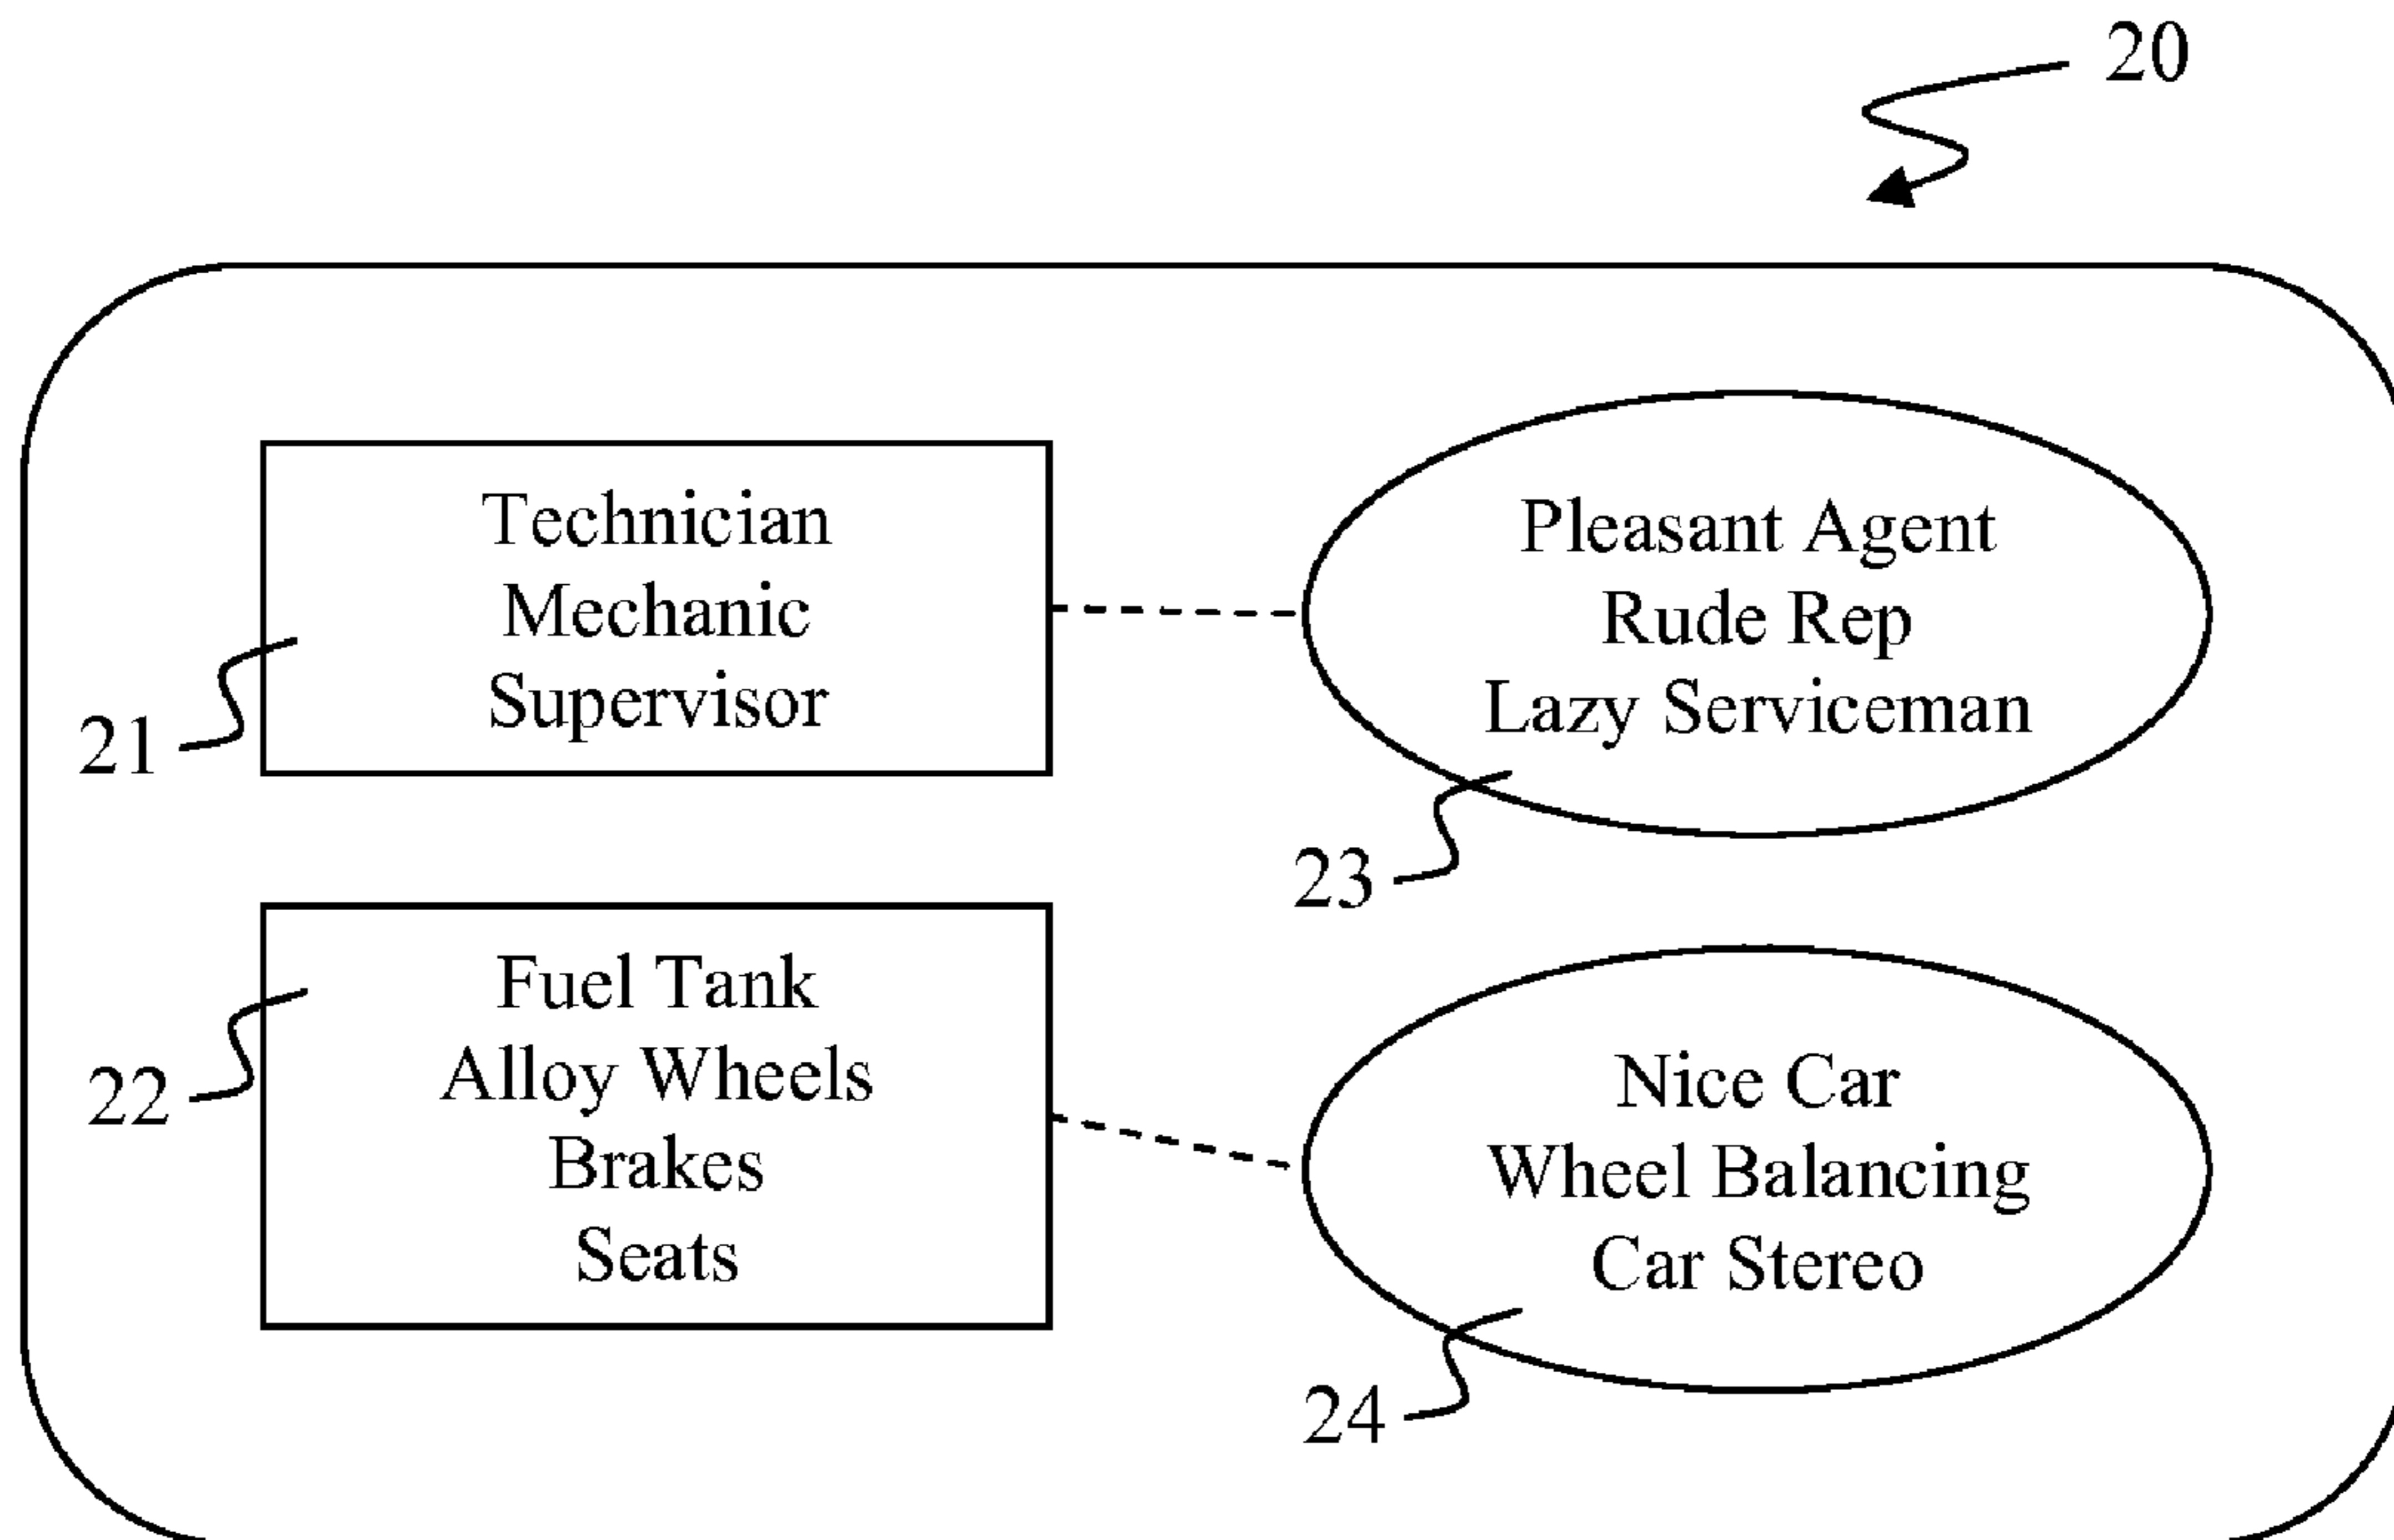 20
Technician
Mechanic
Supervisor
21
Pleasant Agent
Rude Rep
Lazy Serviceman
23
Fuel Tank
Alloy Wheels
Brakes
Seats
22
Nice Car
Wheel Balancing
Car Stereo
24